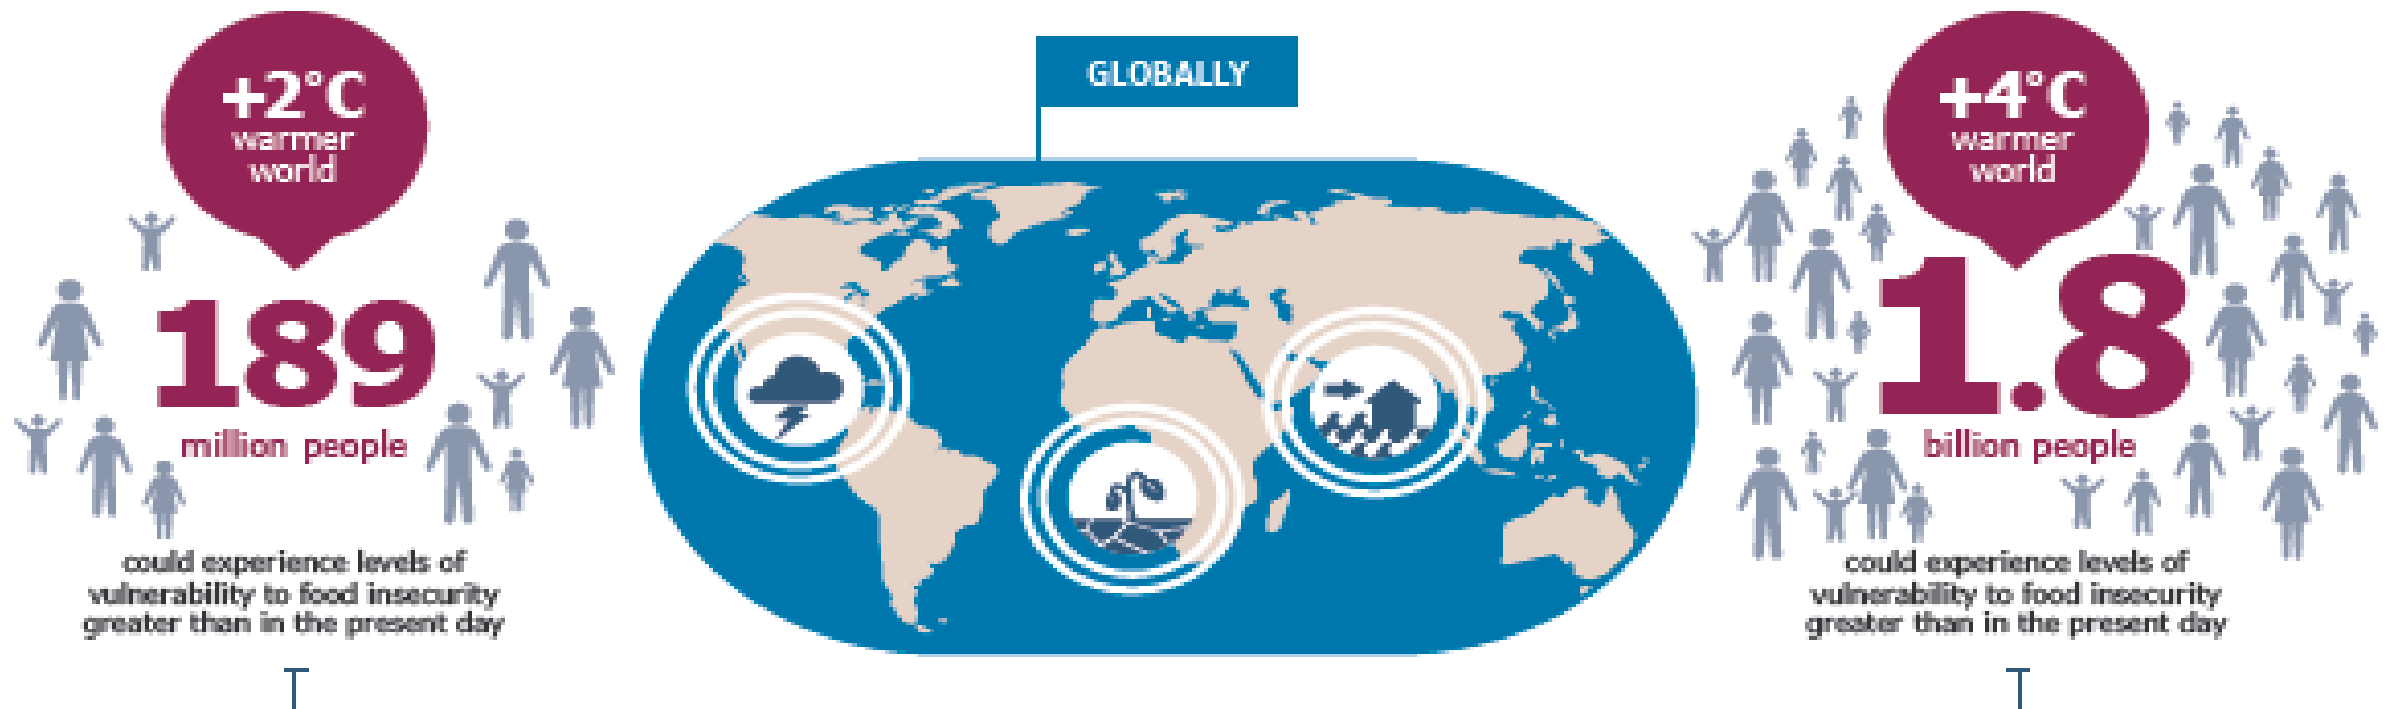 +2°C
warmer
world
189
million people
could experience levels of
vulnerability to food insecurity
greater than in the present day
GLOBALLY
+4°C
warmer
world
1.8
billion people
could experience levels of
vulnerability to food insecurity
greater than in the present day